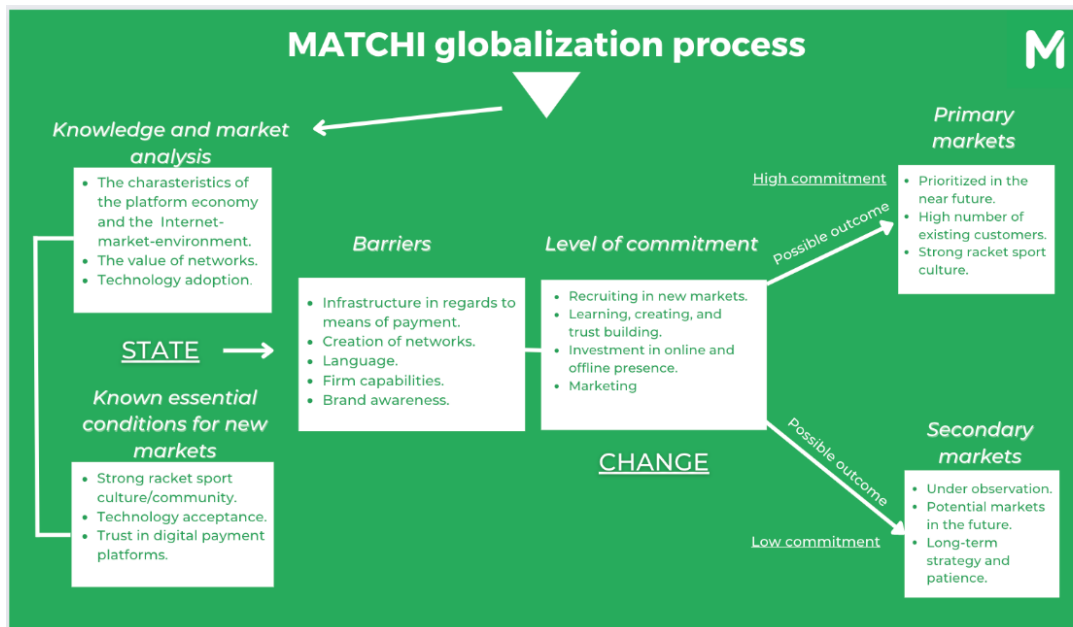 MATCHI globalization process
M
Knowledge and market
analysis
• The charasteristics of
the platform economy
and the Internet-
market-environment.
• The value of networks.
• Technology adoption.
STATE
Known essential
conditions for new
markets
• Strong racket sport
culture/community.
• Technology acceptance.
• Trust in digital payment
platforms.
Barriers
• Infrastructure in regards to
means of payment.
• Creation of networks.
• Language.
• Firm capabilities.
• Brand awareness.
Level of commitment
• Recruiting in new markets.
• Learning, creating, and
trust building.
• Investment in online and
offline presence.
• Marketing
CHANGE
High commitment
Possible outcome
Primary
markets
• Prioritized in the
near future.
• High number of
existing customers.
• Strong racket sport
culture.
Possible outcome
Low commitment
Secondary
markets
• Under observation.
• Potential markets
in the future.
• Long-term
strategy and
patience.